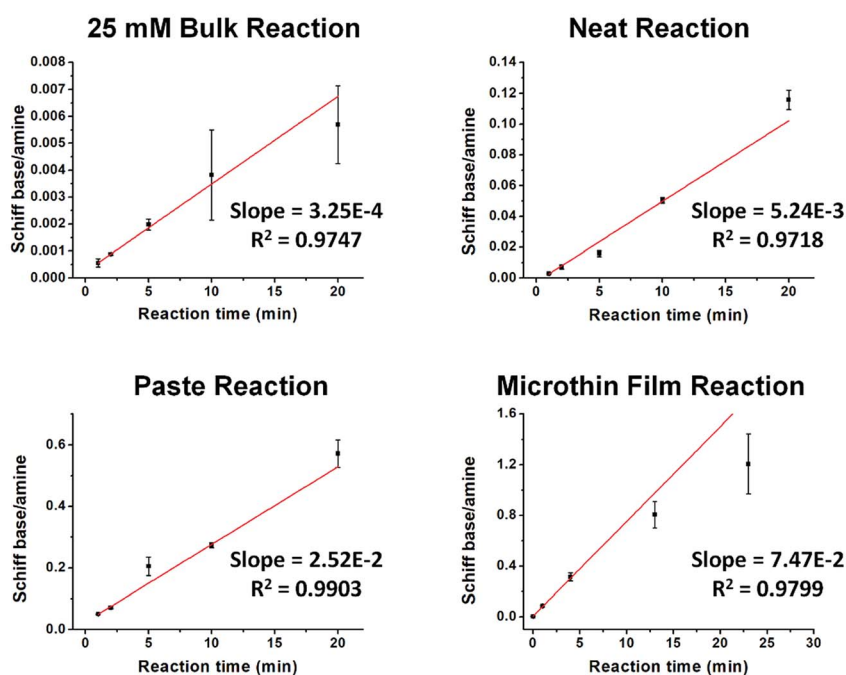 25 mM Bulk Reaction
Schiff base/amine
0.008
0.007
0.006
0.005
0.004
0.003
0.002
0.001
0.000
Slope = 3.25E-4
R² = 0.9747
0 5 10 15 20
Reaction time (min)
Neat Reaction
Schiff base/amine
0.14
0.12
0.10
0.08
0.06
0.04
0.02
0.00
Slope = 5.24E-3
R² = 0.9718
0 5 10 15 20
Reaction time (min)
Paste Reaction
Schiff base/amine
0.6
0.4
0.2
0.0
Slope = 2.52E-2
R² = 0.9903
0 5 10 15 20
Reaction time (min)
Microthin Film Reaction
Schiff base/amine
1.6
1.2
0.8
0.4
0.0
Slope = 7.47E-2
R² = 0.9799
0 5 10 15 20 25 30
Reaction time (min)